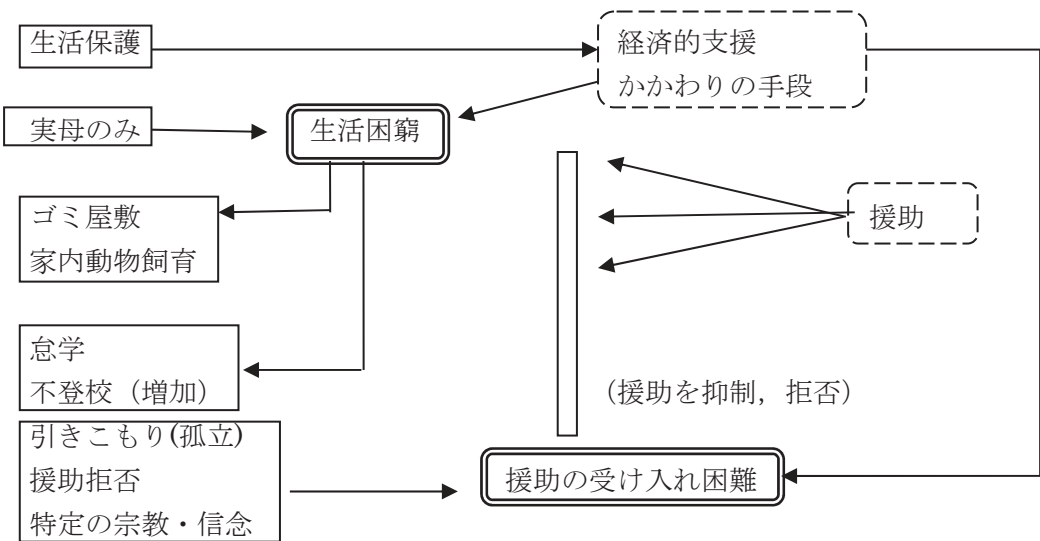 生活保護
経済的支援
かかわりの手段
実母のみ
生活困窮
ゴミ屋敷
家内動物飼育
援助
怠学
不登校（増加）
（援助を抑制，拒否）
引きこもり(孤立)
援助拒否
特定の宗教・信念
援助の受け入れ困難